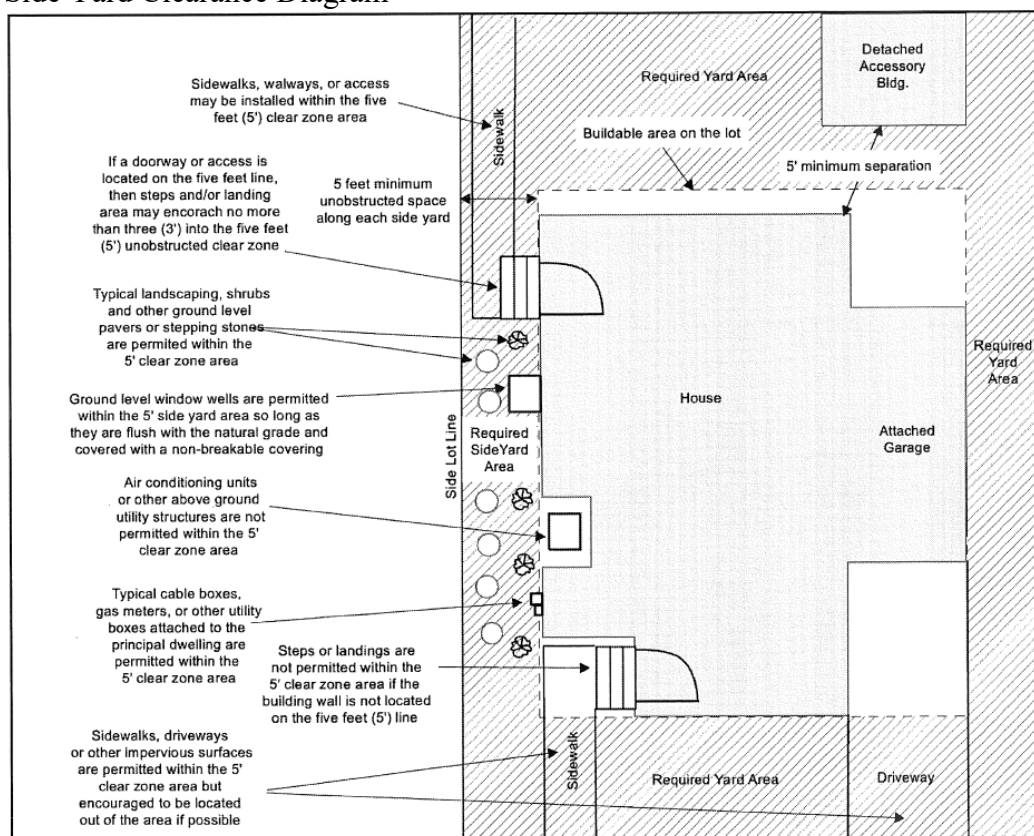 Side Yard Clearance Diagram
Sidewalks, walways, or access
may be installed within the five
feet (5') clear zone area
If a doorway or access is
located on the five feet line,
then steps and/or landing
area may encorach no more
than three (3') into the five feet
(5') unobstructed clear zone
Typical landscaping, shrubs
and other ground level
pavers or stepping stones
are permited within the
5' clear zone area
Ground level window wells are permitted
within the 5' side yard area so long as
they are flush with the natural grade and
covered with a non-breakable covering
Air conditioning units
or other above ground
utility structures are not
permitted within the 5'
clear zone area
Typical cable boxes,
gas meters, or other utility
boxes attached to the
principal dwelling are
permitted within the
5' clear zone area
Steps or landings are
not permitted within the
5' clear zone area if the
building wall is not located
on the five feet (5') line
Sidewalks, driveways
or other impervious surfaces
are permitted within the 5'
clear zone area but
encouraged to be located
out of the area if possible
Sidewalk
5 feet minimum
unobstructed space
along each side yard
Side Lot Line
Required
SideYard
Area
Required Yard Area
Buildable area on the lot
Detached
Accessory
Bldg.
5' minimum separation
House
Required
Yard
Area
Attached
Garage
Sidewalk
Required Yard Area
Driveway